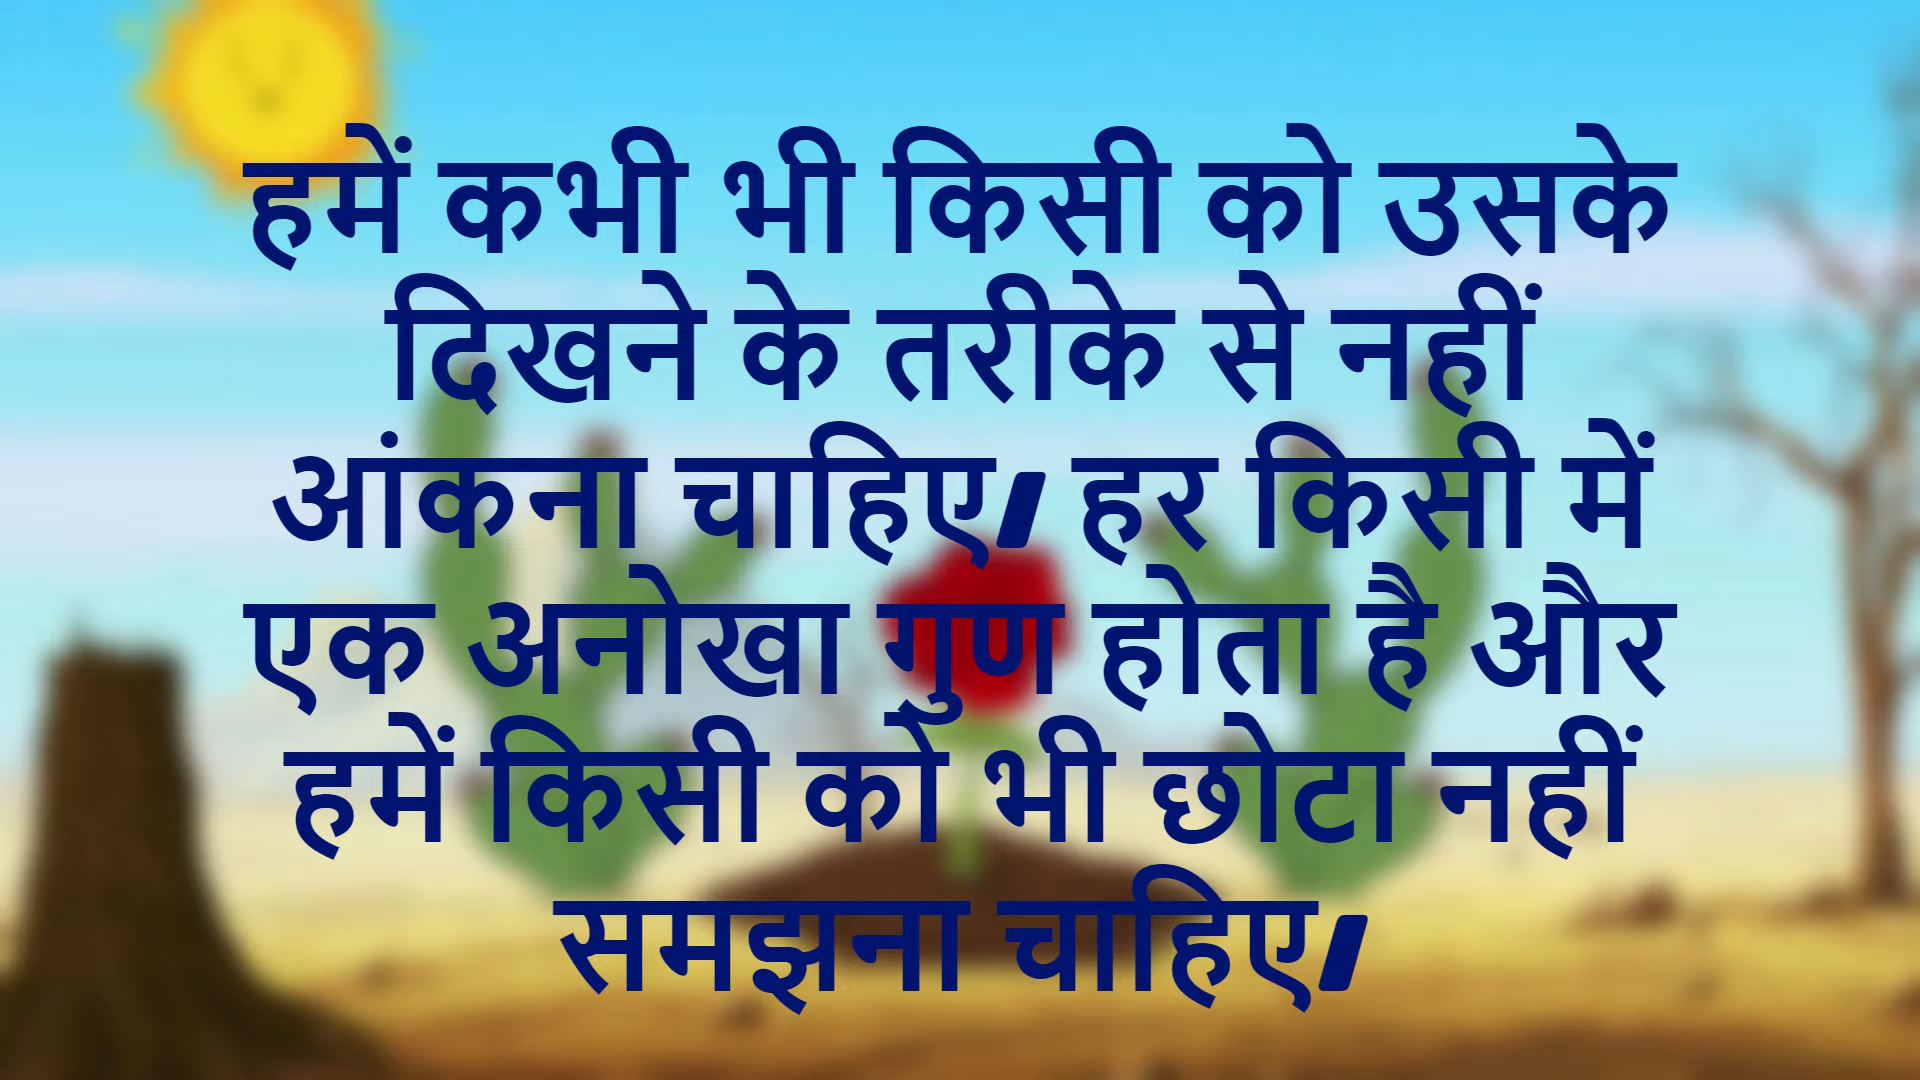 हमें कभी भी किसी को उसके
दिखने के तरीके से नहीं
आंकना चाहिए। हर किसी में
एक अनोखा गुण होता है और
हमें किसी को भी छोटा नहीं
समझना चाहिए।